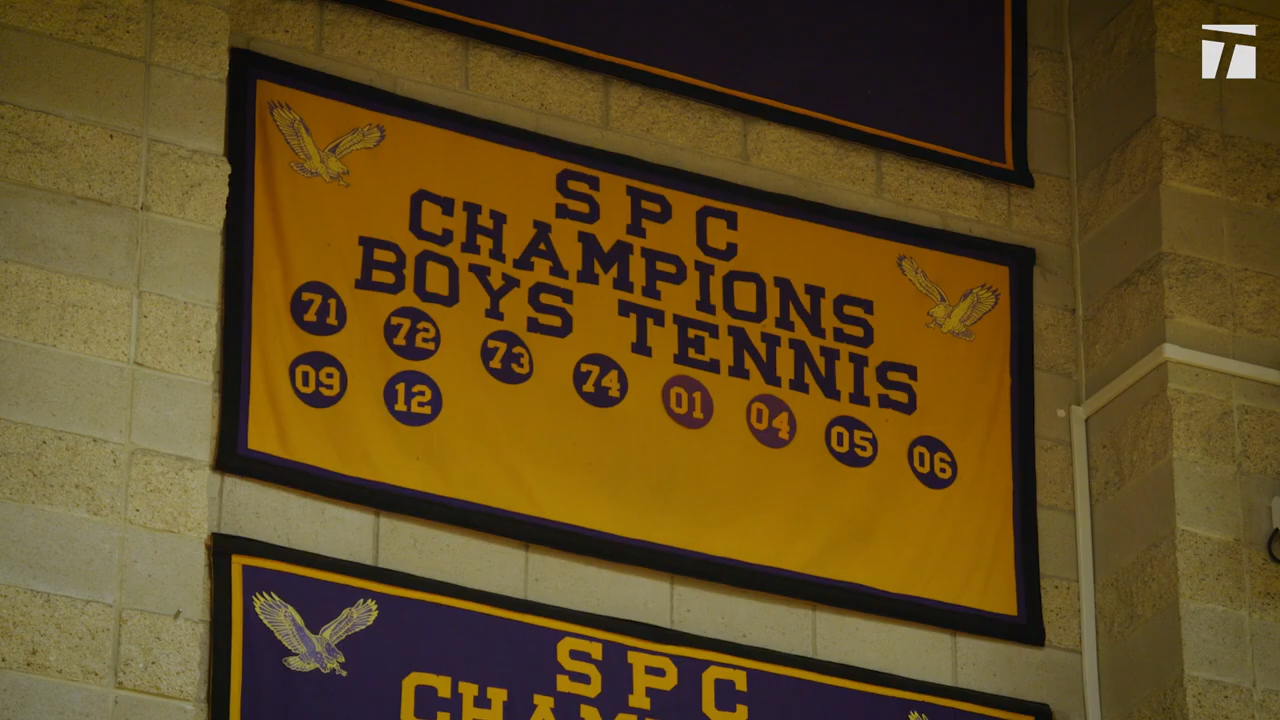 SPC
CHAMPIONS
BOYS TENNIS
71 72 73 74 01 04 05 06
09 12
SPC